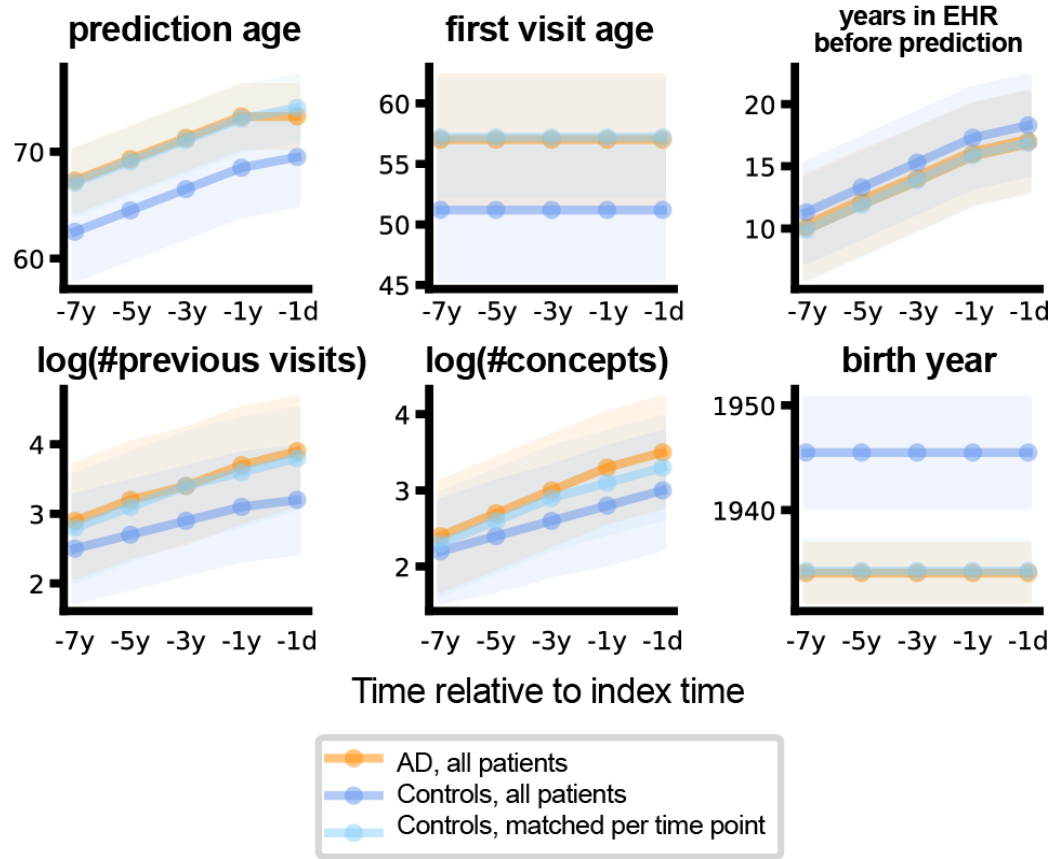 prediction age
first visit age
years in EHR
before prediction
70
60
-7y -5y -3y -1y -1d
60
55
50
45
-7y -5y -3y -1y -1d
20
15
10
-7y -5y -3y -1y -1d
log(#previous visits)
log(#concepts)
birth year
4
3
2
-7y -5y -3y -1y -1d
4
3
2
-7y -5y -3y -1y -1d
1950
1940
-7y -5y -3y -1y -1d
Time relative to index time
AD, all patients
Controls, all patients
Controls, matched per time point